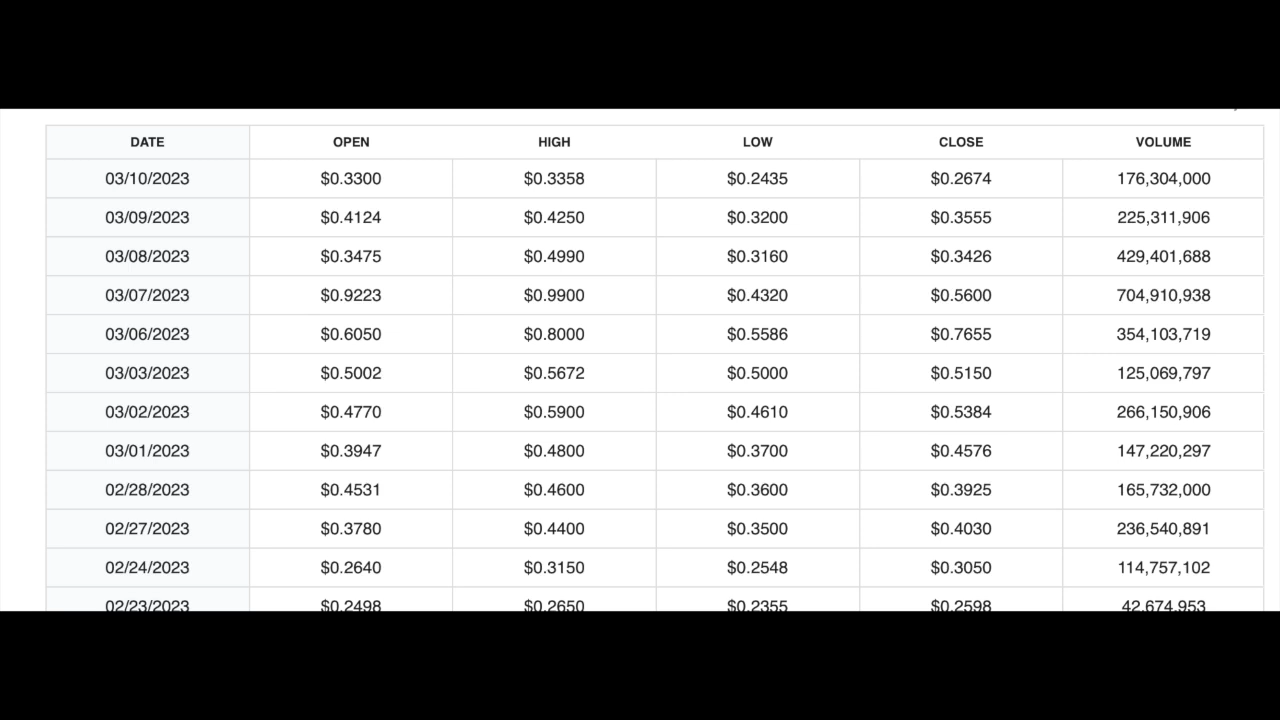 DATE OPEN HIGH LOW CLOSE VOLUME
03/10/2023 $0.3300 $0.3358 $0.2435 $0.2674 176,304,000
03/09/2023 $0.4124 $0.4250 $0.3200 $0.3555 225,311,906
03/08/2023 $0.3475 $0.4990 $0.3160 $0.3426 429,401,688
03/07/2023 $0.9223 $0.9900 $0.4320 $0.5600 704,910,938
03/06/2023 $0.6050 $0.8000 $0.5586 $0.7655 354,103,719
03/03/2023 $0.5002 $0.5672 $0.5000 $0.5150 125,069,797
03/02/2023 $0.4770 $0.5900 $0.4610 $0.5384 266,150,906
03/01/2023 $0.3947 $0.4800 $0.3700 $0.4576 147,220,297
02/28/2023 $0.4531 $0.4600 $0.3600 $0.3925 165,732,000
02/27/2023 $0.3780 $0.4400 $0.3500 $0.4030 236,540,891
02/24/2023 $0.2640 $0.3150 $0.2548 $0.3050 114,757,102
02/23/2023 $0.2498 $0.2650 $0.2355 $0.2598 42,674,953